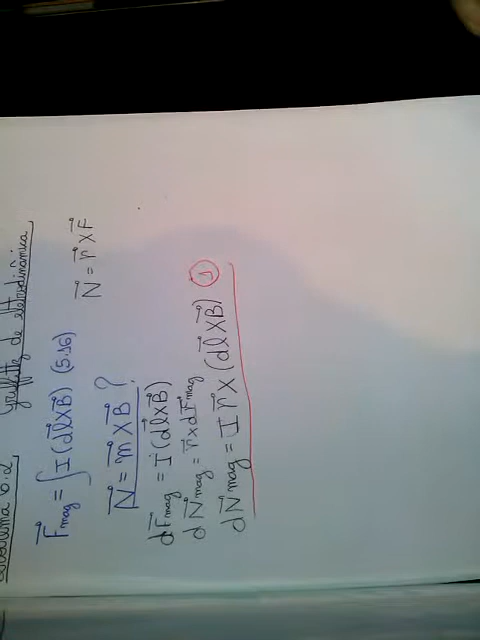 Problema 6.2 Griffiths de eletrodinâmica
F⃗mag = ∫ I (dl⃗ X B⃗) (5.16) N⃗ = r⃗ X F⃗
N⃗ = m⃗ X B⃗ ?
dF⃗mag = I (dl⃗ X B⃗)
dN⃗mag = r⃗ x dF⃗mag
dN⃗mag = I r⃗ X (dl⃗ X B⃗) 1